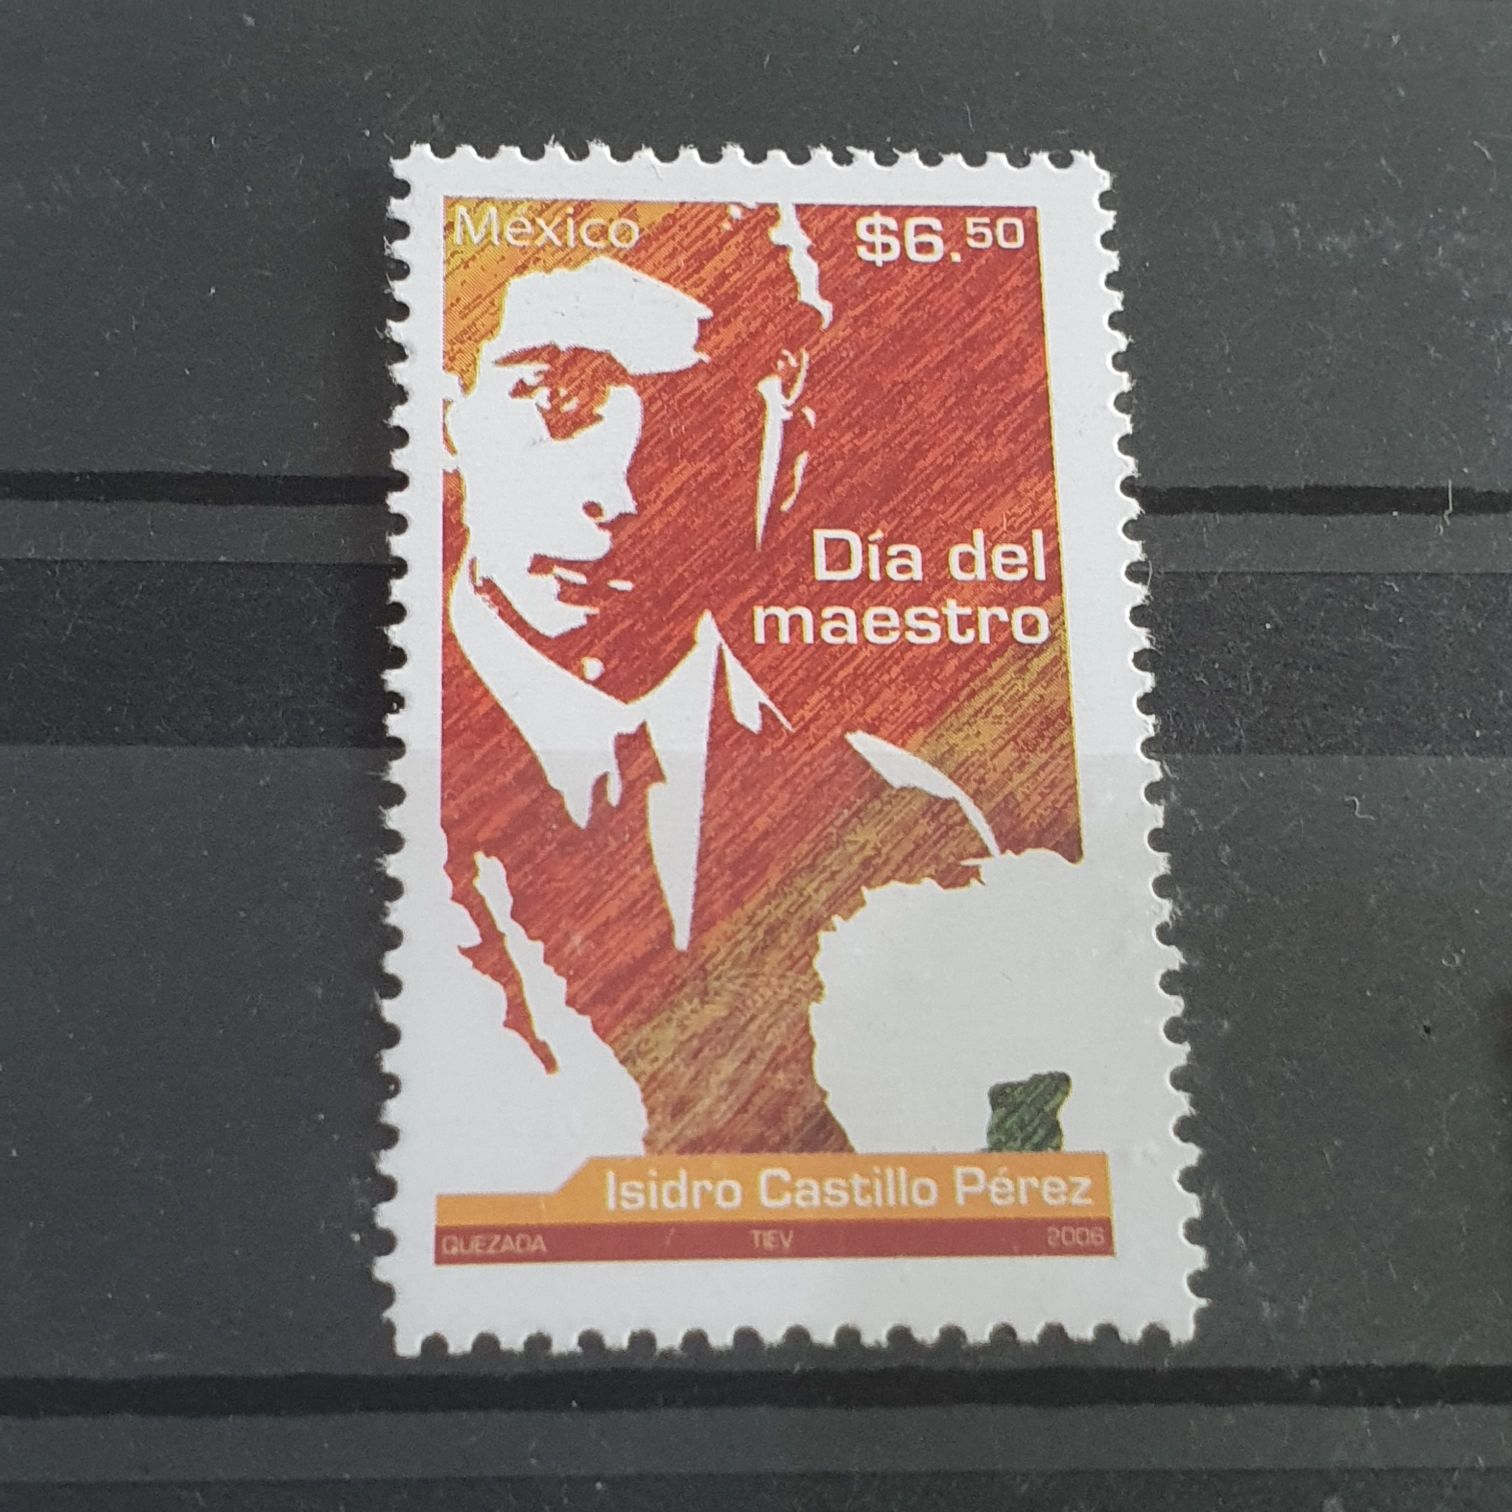 México
$6.50
Día del
maestro
Isidro Castillo Pérez
QUEZADA / TIEV 2006